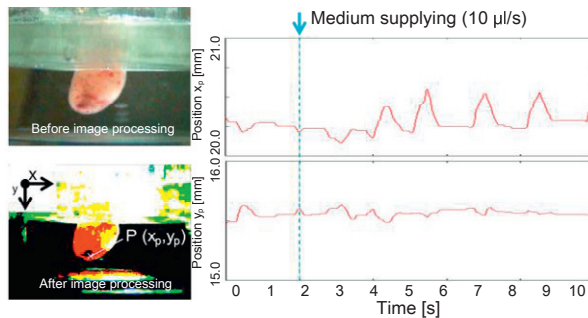 Medium supplying (10 µl/s)
Before image processing
Position xp [mm]
21.0
20.0
x
y
P (xp,yp)
After image processing
Position yp [mm]
16.0
15.0
0 1 2 3 4 5 6 7 8 9 10
Time [s]